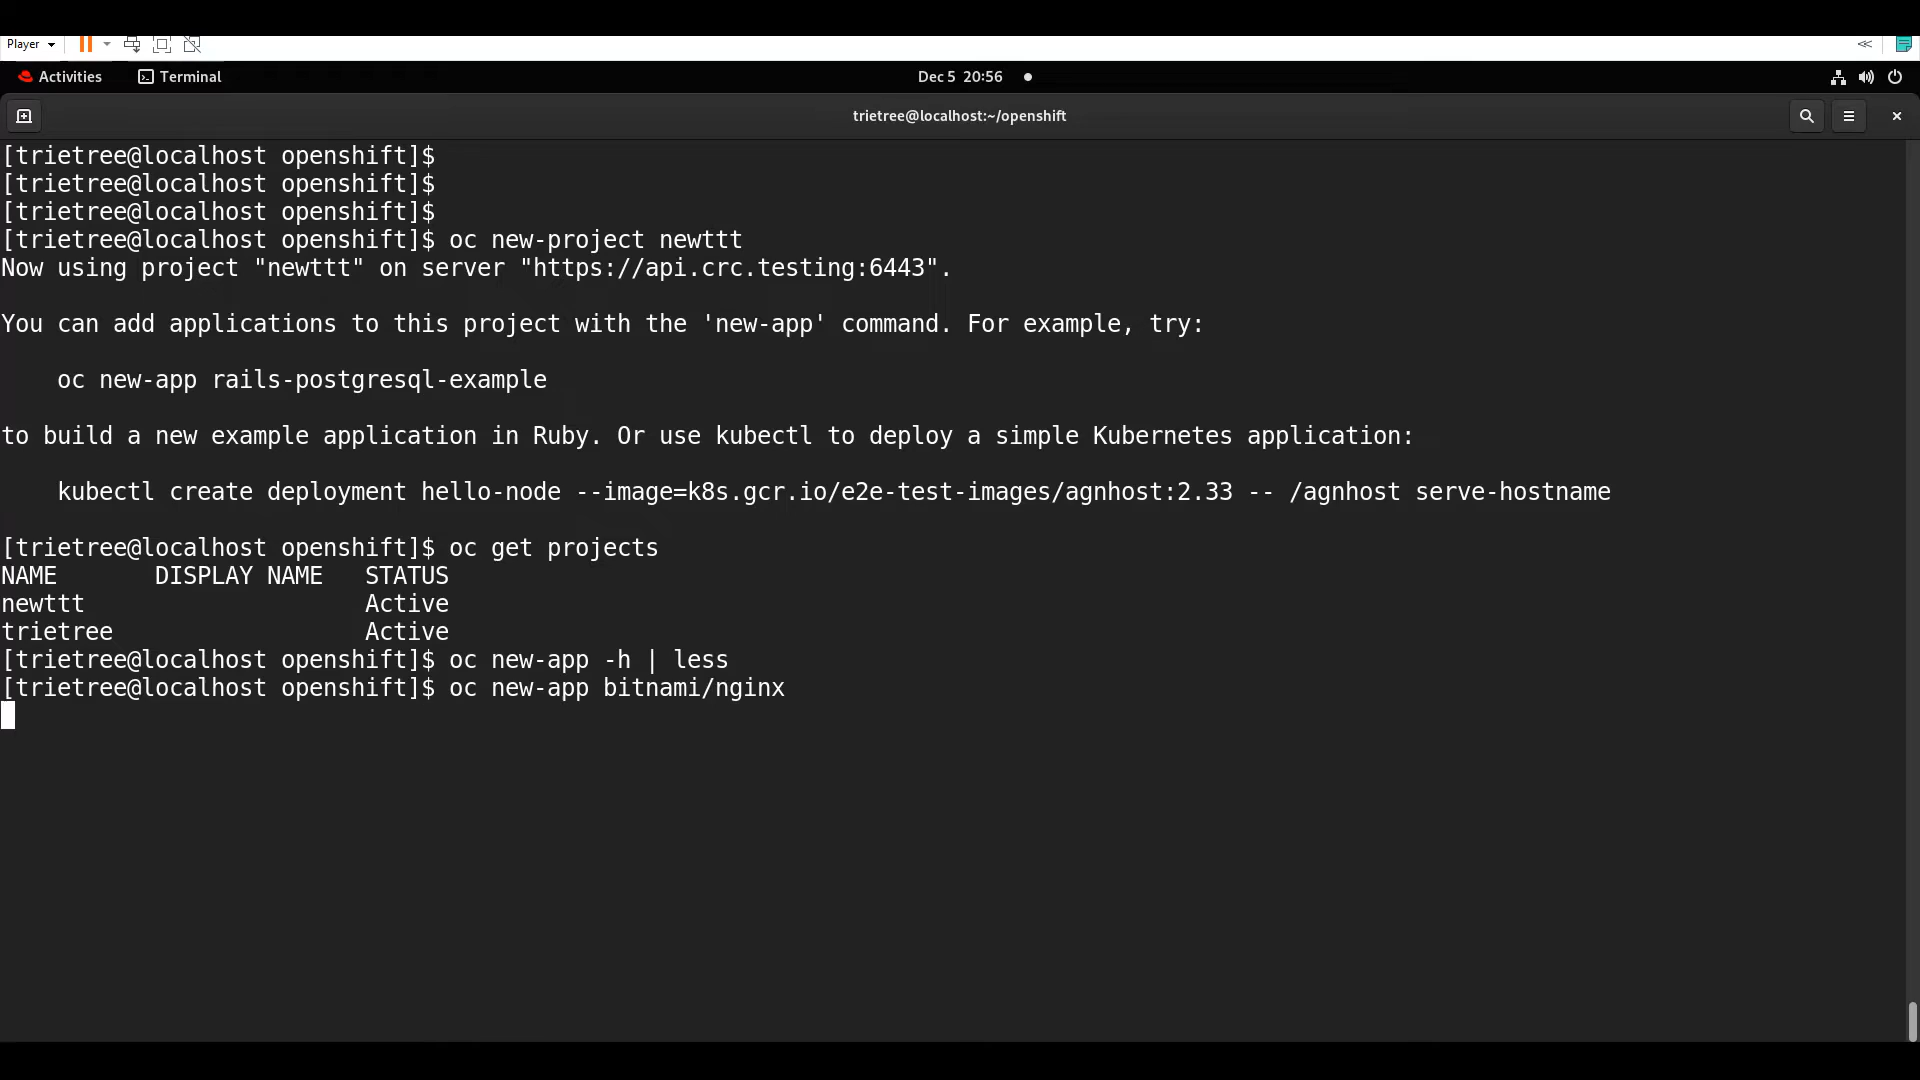 Player
Activities
Terminal
Dec 5 20:56
trietree@localhost:~/openshift
[trietree@localhost openshift]$
[trietree@localhost openshift]$
[trietree@localhost openshift]$
[trietree@localhost openshift]$ oc new-project newttt
Now using project "newttt" on server "https://api.crc.testing:6443".
You can add applications to this project with the 'new-app' command. For example, try:
oc new-app rails-postgresql-example
to build a new example application in Ruby. Or use kubectl to deploy a simple Kubernetes application:
kubectl create deployment hello-node --image=k8s.gcr.io/e2e-test-images/agnhost:2.33 -- /agnhost serve-hostname
[trietree@localhost openshift]$ oc get projects
NAME DISPLAY NAME STATUS
newttt Active
trietree Active
[trietree@localhost openshift]$ oc new-app -h | less
[trietree@localhost openshift]$ oc new-app bitnami/nginx